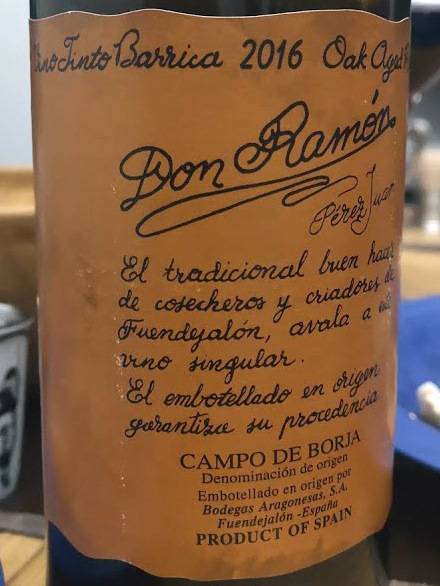 Vino Tinto Barrica 2016 Oak Aged
Don Ramón
Pérez Juan
El tradicional buen hacer
de cosecheros y criadores de
Fuendejalón, avala a este
vino singular.
El embotellado en origen
garantiza su procedencia
CAMPO DE BORJA
Denominación de origen
Embotellado en origen por
Bodegas Aragonesas, S.A.
Fuendejalón -España
PRODUCT OF SPAIN